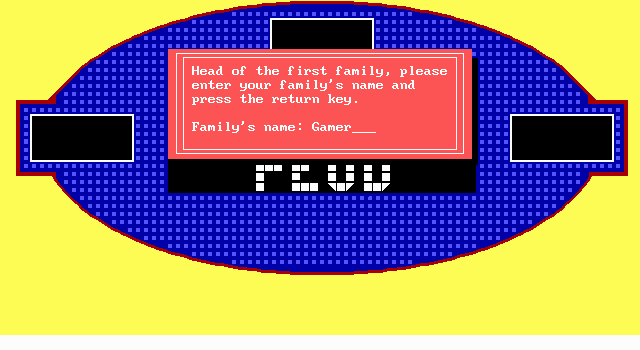 Head of the first family, please
enter your family's name and
press the return key.
Family's name: Gamer___